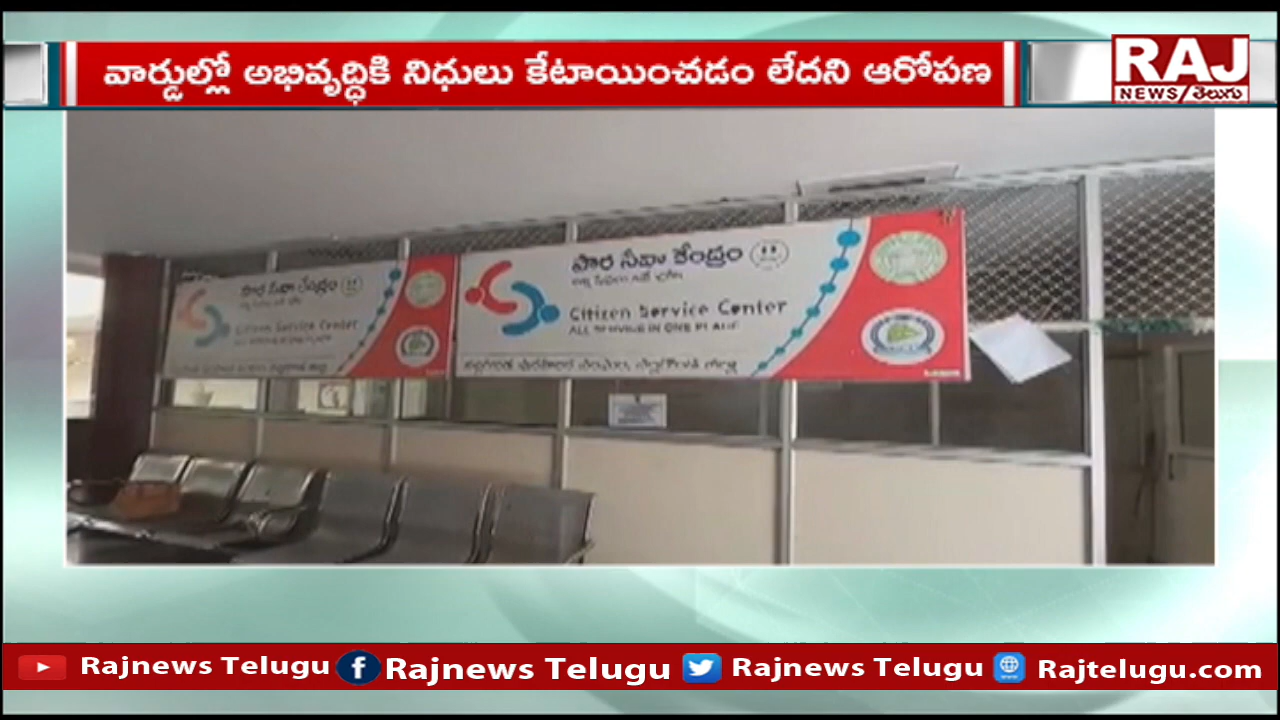 వార్డుల్లో అభివృద్ధికి నిధులు కేటాయించడం లేదని ఆరోపణ
RAJ
NEWS తెలుగు
పౌర సేవా కేంద్రం
Citizen Service Center
ALL SERVICE IN ONE PLACE
పౌర సేవా కేంద్రం
Citizen Service Center
Rajnews Telugu
Rajnews Telugu
Rajnews Telugu
Rajtelugu.com